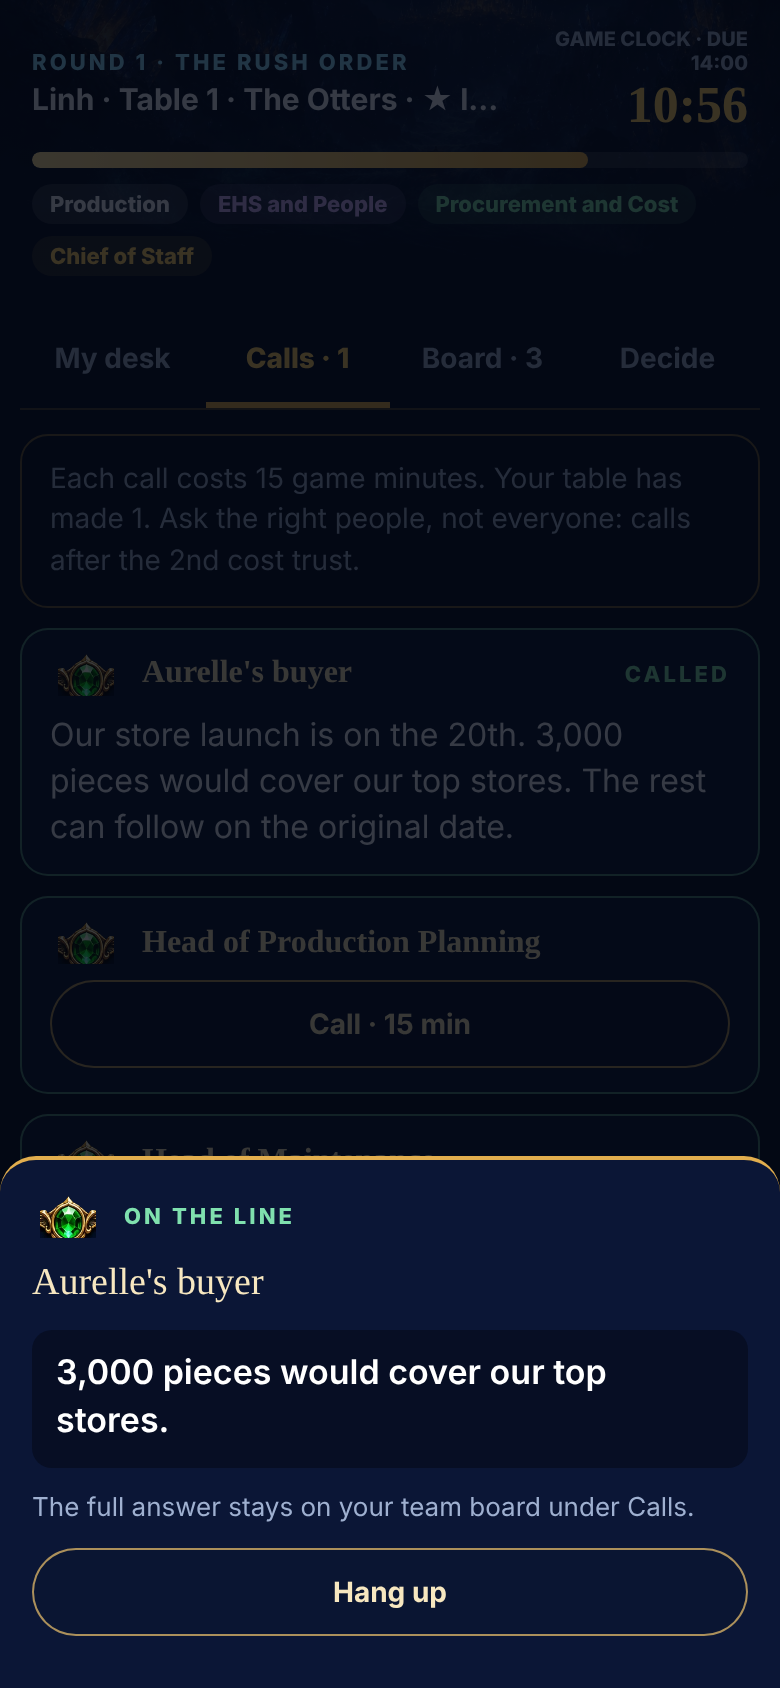 GAME CLOCK · DUE
14:00
ROUND 1 · THE RUSH ORDER
Linh · Table 1 · The Otters · ★ I...
10:56
Production
EHS and People
Procurement and Cost
Chief of Staff
My desk
Calls · 1
Board · 3
Decide
Each call costs 15 game minutes. Your table has
made 1. Ask the right people, not everyone: calls
after the 2nd cost trust.
Aurelle's buyer
CALLED
Our store launch is on the 20th. 3,000
pieces would cover our top stores. The rest
can follow on the original date.
Head of Production Planning
Call · 15 min
Head of Maintenance
ON THE LINE
Aurelle's buyer
3,000 pieces would cover our top
stores.
The full answer stays on your team board under Calls.
Hang up